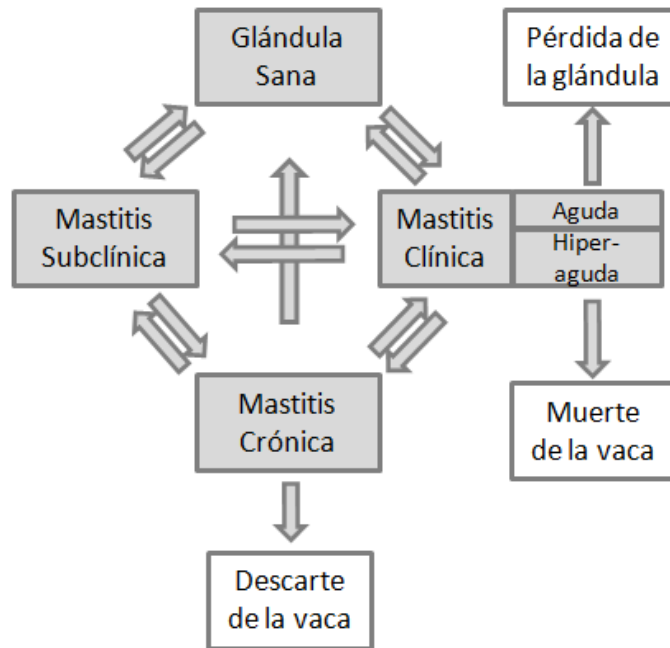 Glándula
Sana
Pérdida de
la glándula
Mastitis
Subclínica
Mastitis
Clínica
Aguda
Hiper-
aguda
Mastitis
Crónica
Muerte
de la vaca
Descarte
de la vaca